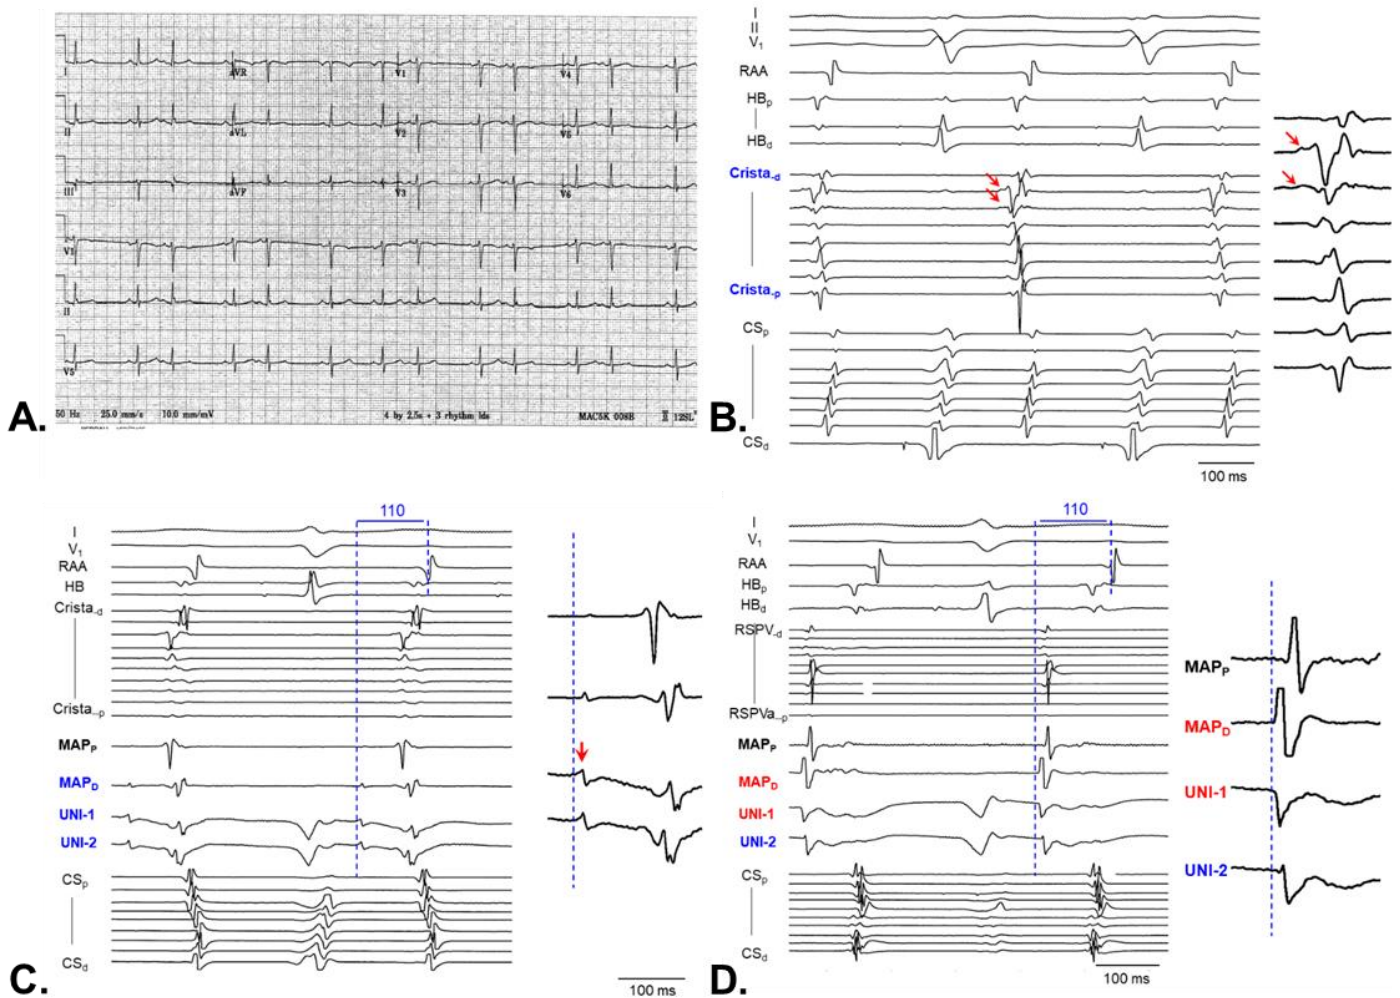 I
aVR
V1
V4
II
aVL
V2
V5
III
aVF
V3
V6
V1
II
V5
50 Hz 25.0 mm/s 10.0 mm/mV 4 by 2.5s + 3 rhythm lds MAC5K 008B 12SL
A.
I
II
V1
RAA
HBp
HBd
Crista-d
Crista-p
CSp
CSd
100 ms
B.
110
I
V1
RAA
HB
Crista-d
Crista-p
MAPP
MAPD
UNI-1
UNI-2
CSp
CSd
100 ms
C.
110
I
V1
RAA
HBp
HBd
RSPV-d
RSPVa-p
MAPP
MAPD
UNI-1
UNI-2
CSp
CSd
100 ms
MAPP
MAPD
UNI-1
UNI-2
D.